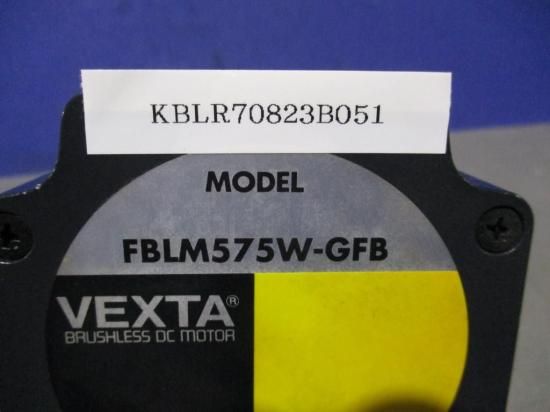 KBLR70823B051
MODEL
FBLM575W-GFB
VEXTA®
BRUSHLESS DC MOTOR